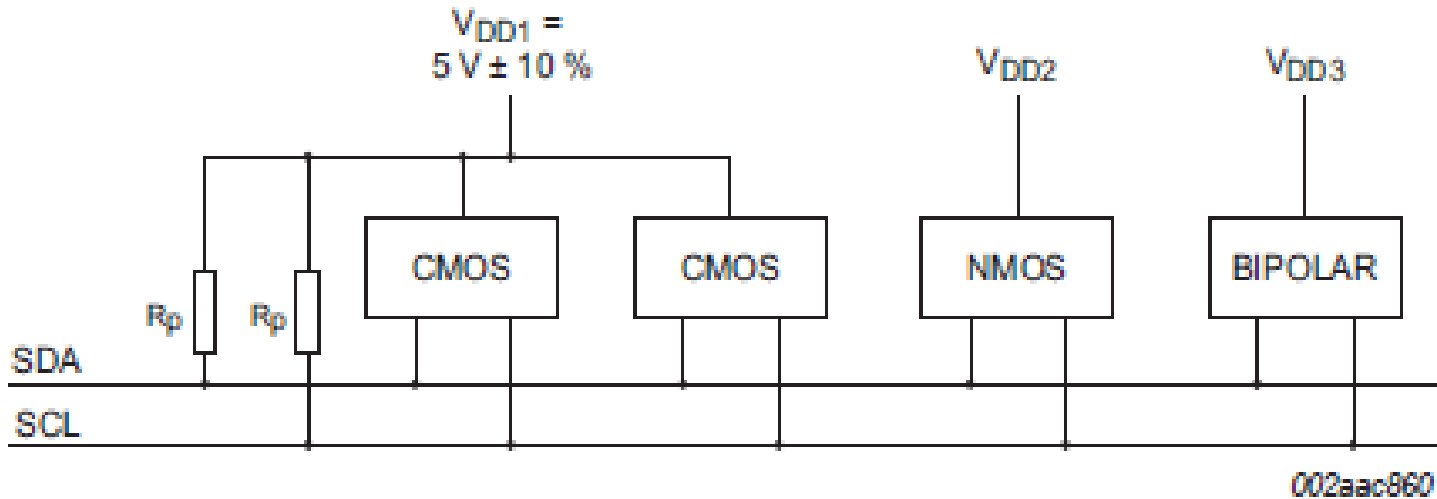 VDD1 =
5 V ± 10 %
VDD2
VDD3
CMOS
CMOS
NMOS
BIPOLAR
Rp
Rp
SDA
SCL
002aac860